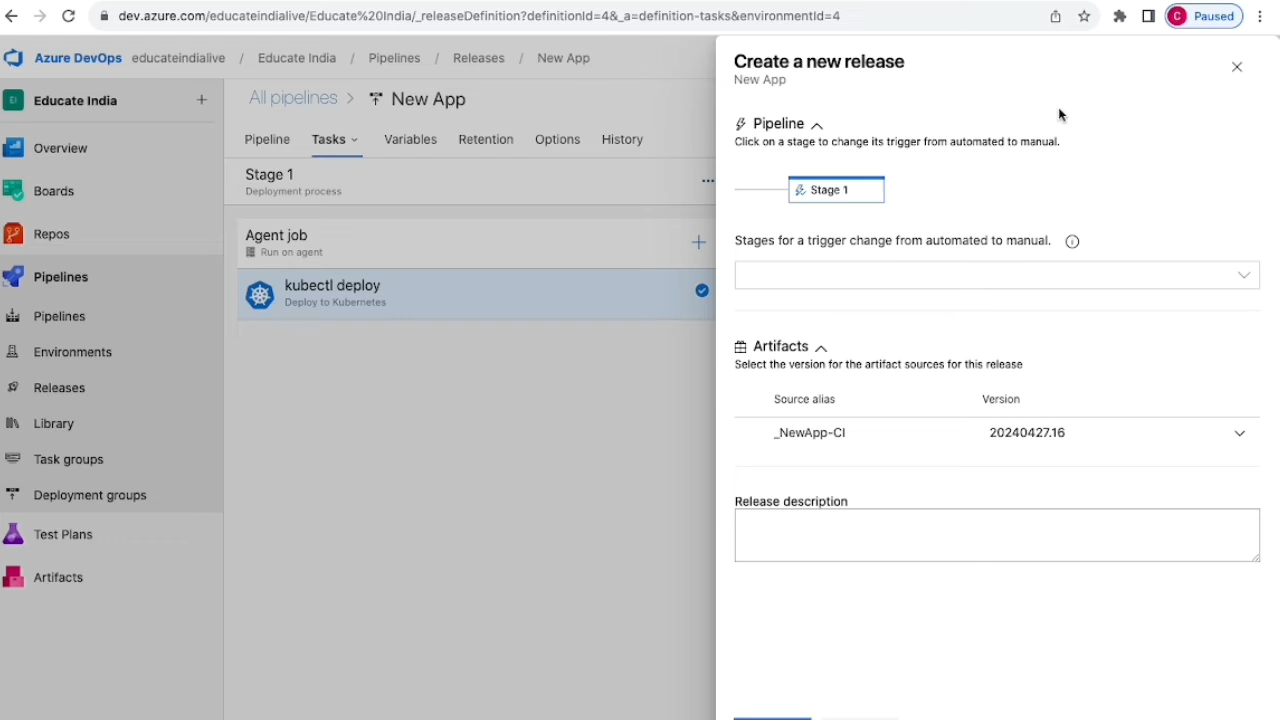 dev.azure.com/educateindialive/Educate%20India/_releaseDefinition?definitionId=4&_a=definition-tasks&environmentId=4
C Paused
Azure DevOps educateindialive / Educate India / Pipelines / Releases / New App
EI Educate India +
Overview
Boards
Repos
Pipelines
Pipelines
Environments
Releases
Library
Task groups
Deployment groups
Test Plans
Artifacts
All pipelines > New App
Pipeline Tasks Variables Retention Options History
Stage 1
Deployment process
...
Agent job
Run on agent
+
kubectl deploy
Deploy to Kubernetes
Create a new release
New App
Pipeline
Click on a stage to change its trigger from automated to manual.
Stage 1
Stages for a trigger change from automated to manual.
Artifacts
Select the version for the artifact sources for this release
Source alias Version
_NewApp-CI 20240427.16
Release description